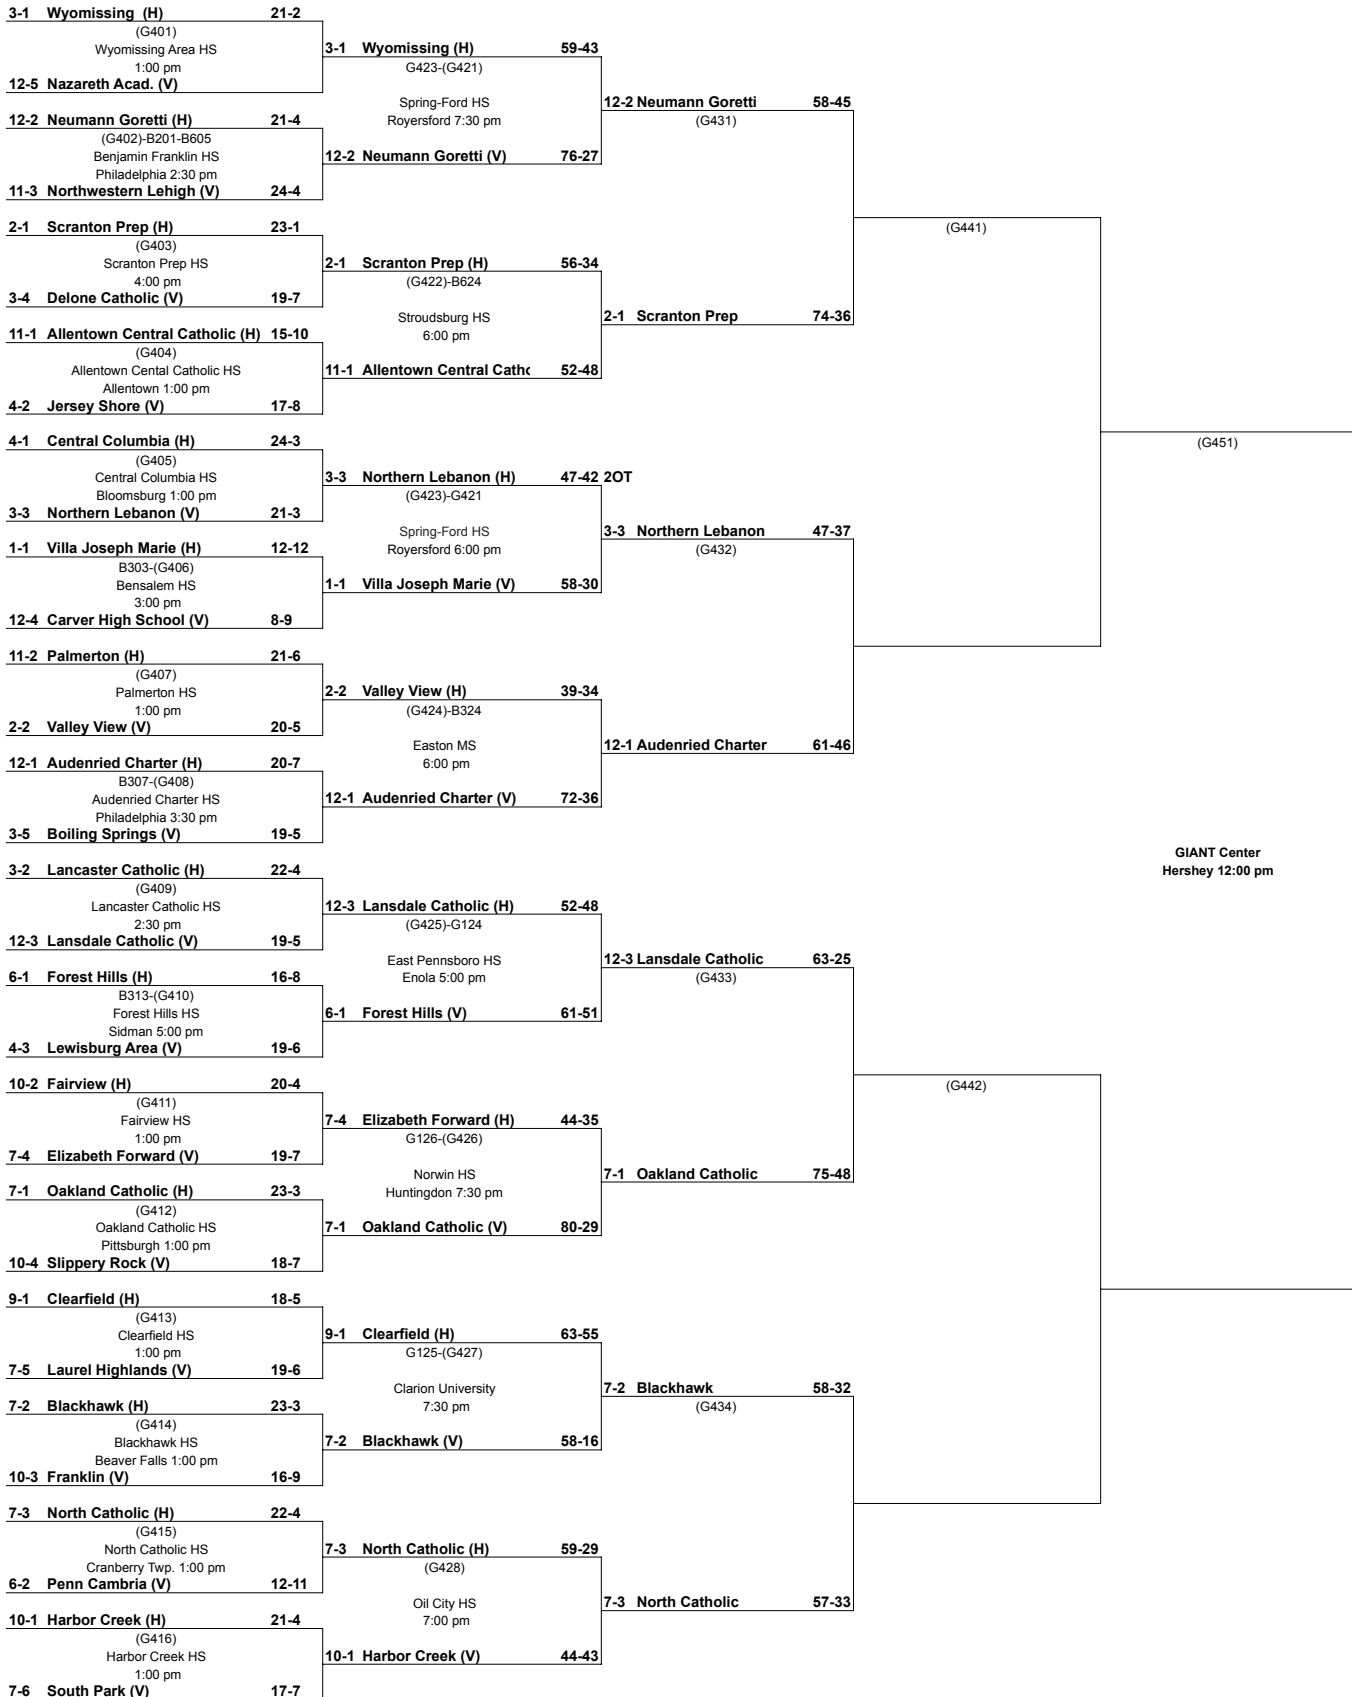 3-1 Wyomissing (H) 21-2
(G401)
Wyomissing Area HS
1:00 pm
12-5 Nazareth Acad. (V)
12-2 Neumann Goretti (H) 21-4
(G402)-B201-B605
Benjamin Franklin HS
Philadelphia 2:30 pm
11-3 Northwestern Lehigh (V) 24-4
2-1 Scranton Prep (H) 23-1
(G403)
Scranton Prep HS
4:00 pm
3-4 Delone Catholic (V) 19-7
11-1 Allentown Central Catholic (H) 15-10
(G404)
Allentown Cental Catholic HS
Allentown 1:00 pm
4-2 Jersey Shore (V) 17-8
4-1 Central Columbia (H) 24-3
(G405)
Central Columbia HS
Bloomsburg 1:00 pm
3-3 Northern Lebanon (V) 21-3
1-1 Villa Joseph Marie (H) 12-12
B303-(G406)
Bensalem HS
3:00 pm
12-4 Carver High School (V) 8-9
11-2 Palmerton (H) 21-6
(G407)
Palmerton HS
1:00 pm
2-2 Valley View (V) 20-5
12-1 Audenried Charter (H) 20-7
B307-(G408)
Audenried Charter HS
Philadelphia 3:30 pm
3-5 Boiling Springs (V) 19-5
3-2 Lancaster Catholic (H) 22-4
(G409)
Lancaster Catholic HS
2:30 pm
12-3 Lansdale Catholic (V) 19-5
6-1 Forest Hills (H) 16-8
B313-(G410)
Forest Hills HS
Sidman 5:00 pm
4-3 Lewisburg Area (V) 19-6
10-2 Fairview (H) 20-4
(G411)
Fairview HS
1:00 pm
7-4 Elizabeth Forward (V) 19-7
7-1 Oakland Catholic (H) 23-3
(G412)
Oakland Catholic HS
Pittsburgh 1:00 pm
10-4 Slippery Rock (V) 18-7
9-1 Clearfield (H) 18-5
(G413)
Clearfield HS
1:00 pm
7-5 Laurel Highlands (V) 19-6
7-2 Blackhawk (H) 23-3
(G414)
Blackhawk HS
Beaver Falls 1:00 pm
10-3 Franklin (V) 16-9
7-3 North Catholic (H) 22-4
(G415)
North Catholic HS
Cranberry Twp. 1:00 pm
6-2 Penn Cambria (V) 12-11
10-1 Harbor Creek (H) 21-4
(G416)
Harbor Creek HS
1:00 pm
7-6 South Park (V) 17-7
3-1 Wyomissing (H) 59-43
G423-(G421)
Spring-Ford HS
Royersford 7:30 pm
12-2 Neumann Goretti (V) 76-27
2-1 Scranton Prep (H) 56-34
(G422)-B624
Stroudsburg HS
6:00 pm
11-1 Allentown Central Cathc 52-48
3-3 Northern Lebanon (H) 47-42 2OT
(G423)-G421
Spring-Ford HS
Royersford 6:00 pm
1-1 Villa Joseph Marie (V) 58-30
2-2 Valley View (H) 39-34
(G424)-B324
Easton MS
6:00 pm
12-1 Audenried Charter (V) 72-36
12-3 Lansdale Catholic (H) 52-48
(G425)-G124
East Pennsboro HS
Enola 5:00 pm
6-1 Forest Hills (V) 61-51
7-4 Elizabeth Forward (H) 44-35
G126-(G426)
Norwin HS
Huntingdon 7:30 pm
7-1 Oakland Catholic (V) 80-29
9-1 Clearfield (H) 63-55
G125-(G427)
Clarion University
7:30 pm
7-2 Blackhawk (V) 58-16
7-3 North Catholic (H) 59-29
(G428)
Oil City HS
7:00 pm
10-1 Harbor Creek (V) 44-43
12-2 Neumann Goretti 58-45
(G431)
2-1 Scranton Prep 74-36
3-3 Northern Lebanon 47-37
(G432)
12-1 Audenried Charter 61-46
12-3 Lansdale Catholic 63-25
(G433)
7-1 Oakland Catholic 75-48
7-2 Blackhawk 58-32
(G434)
7-3 North Catholic 57-33
(G441)
(G442)
(G451)
GIANT Center
Hershey 12:00 pm